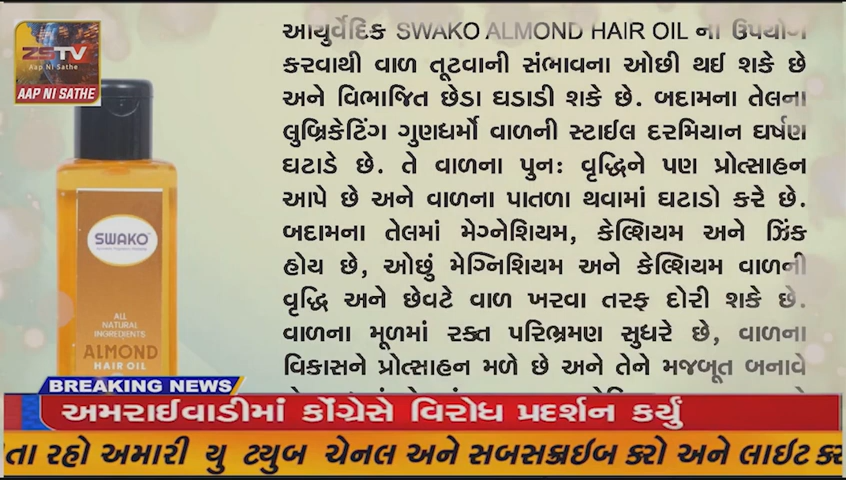 ZSTV
Aap Ni Sathe
AAP NI SATHE
આયુર્વેદિક SWAKO ALMOND HAIR OIL ના ઉપયોગ
કરવાથી વાળ તૂટવાની સંભાવના ઓછી થઈ શકે છે
અને વિભાજિત છેડા ઘડાડી શકે છે. બદામના તેલના
લુબ્રિકેટિંગ ગુણધર્મો વાળની સ્ટાઈલ દરમિયાન ઘર્ષણ
ઘટાડે છે. તે વાળના પુનઃ વૃદ્ધિને પણ પ્રોત્સાહન
આપે છે અને વાળના પાતળા થવામાં ઘટાડો કરે છે.
બદામના તેલમાં મેગ્નેશિયમ, કેલ્શિયમ અને ઝિંક
હોય છે, ઓછું મેગ્નિશિયમ અને કેલ્શિયમ વાળની
વૃદ્ધિ અને છેવટે વાળ ખરવા તરફ દોરી શકે છે.
વાળના મૂળમાં રક્ત પરિભ્રમણ સુધરે છે, વાળના
વિકાસને પ્રોત્સાહન મળે છે અને તેને મજબૂત બનાવે
SWAKO
ALL
NATURAL
INGREDIENTS
ALMOND
HAIR OIL
BREAKING NEWS
અમરાઈવાડીમાં કોંગ્રેસે વિરોધ પ્રદર્શન કર્યું
તા રહો અમારી યુ ટ્યુબ ચેનલ અને સબસક્રાઇબ કરો અને લાઈટ કર